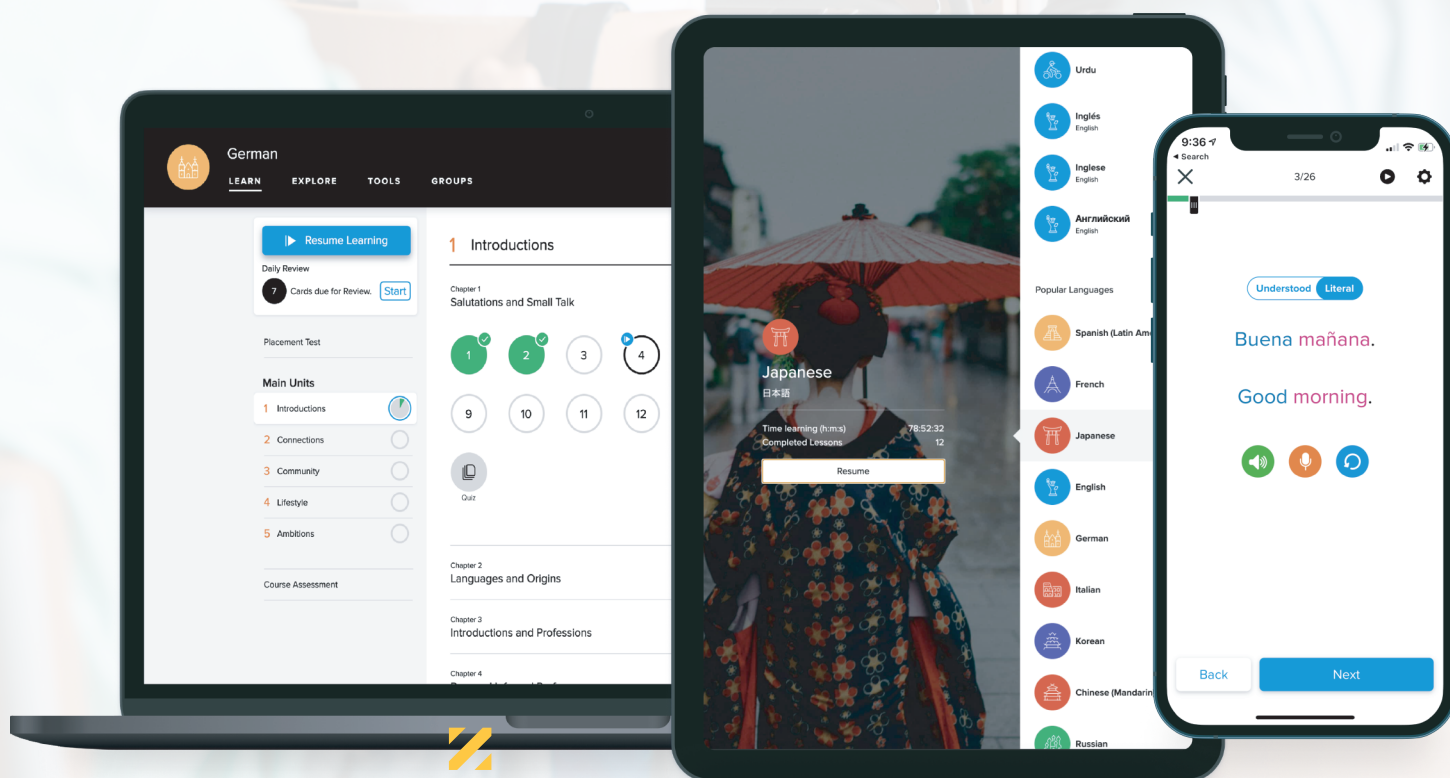 German
LEARN EXPLORE TOOLS GROUPS
Resume Learning
Daily Review
7 Cards due for Review. Start
Placement Test
Main Units
1 Introductions
2 Connections
3 Community
4 Lifestyle
5 Ambitions
Course Assessment
1 Introductions
Chapter 1
Salutations and Small Talk
1 2 3 4
9 10 11 12
Quiz
Chapter 2
Languages and Origins
Chapter 3
Introductions and Professions
Chapter 4
Japanese
日本語
Time learning (h:m:s) 78:52:32
Completed Lessons 12
Resume
Urdu
Inglés
English
Inglese
English
Английский
English
Popular Languages
Spanish (Latin Ame
French
Japanese
English
German
Italian
Korean
Chinese (Mandarin
Russian
9:36
Search
3/26
Understood Literal
Buena mañana.
Good morning.
Back Next